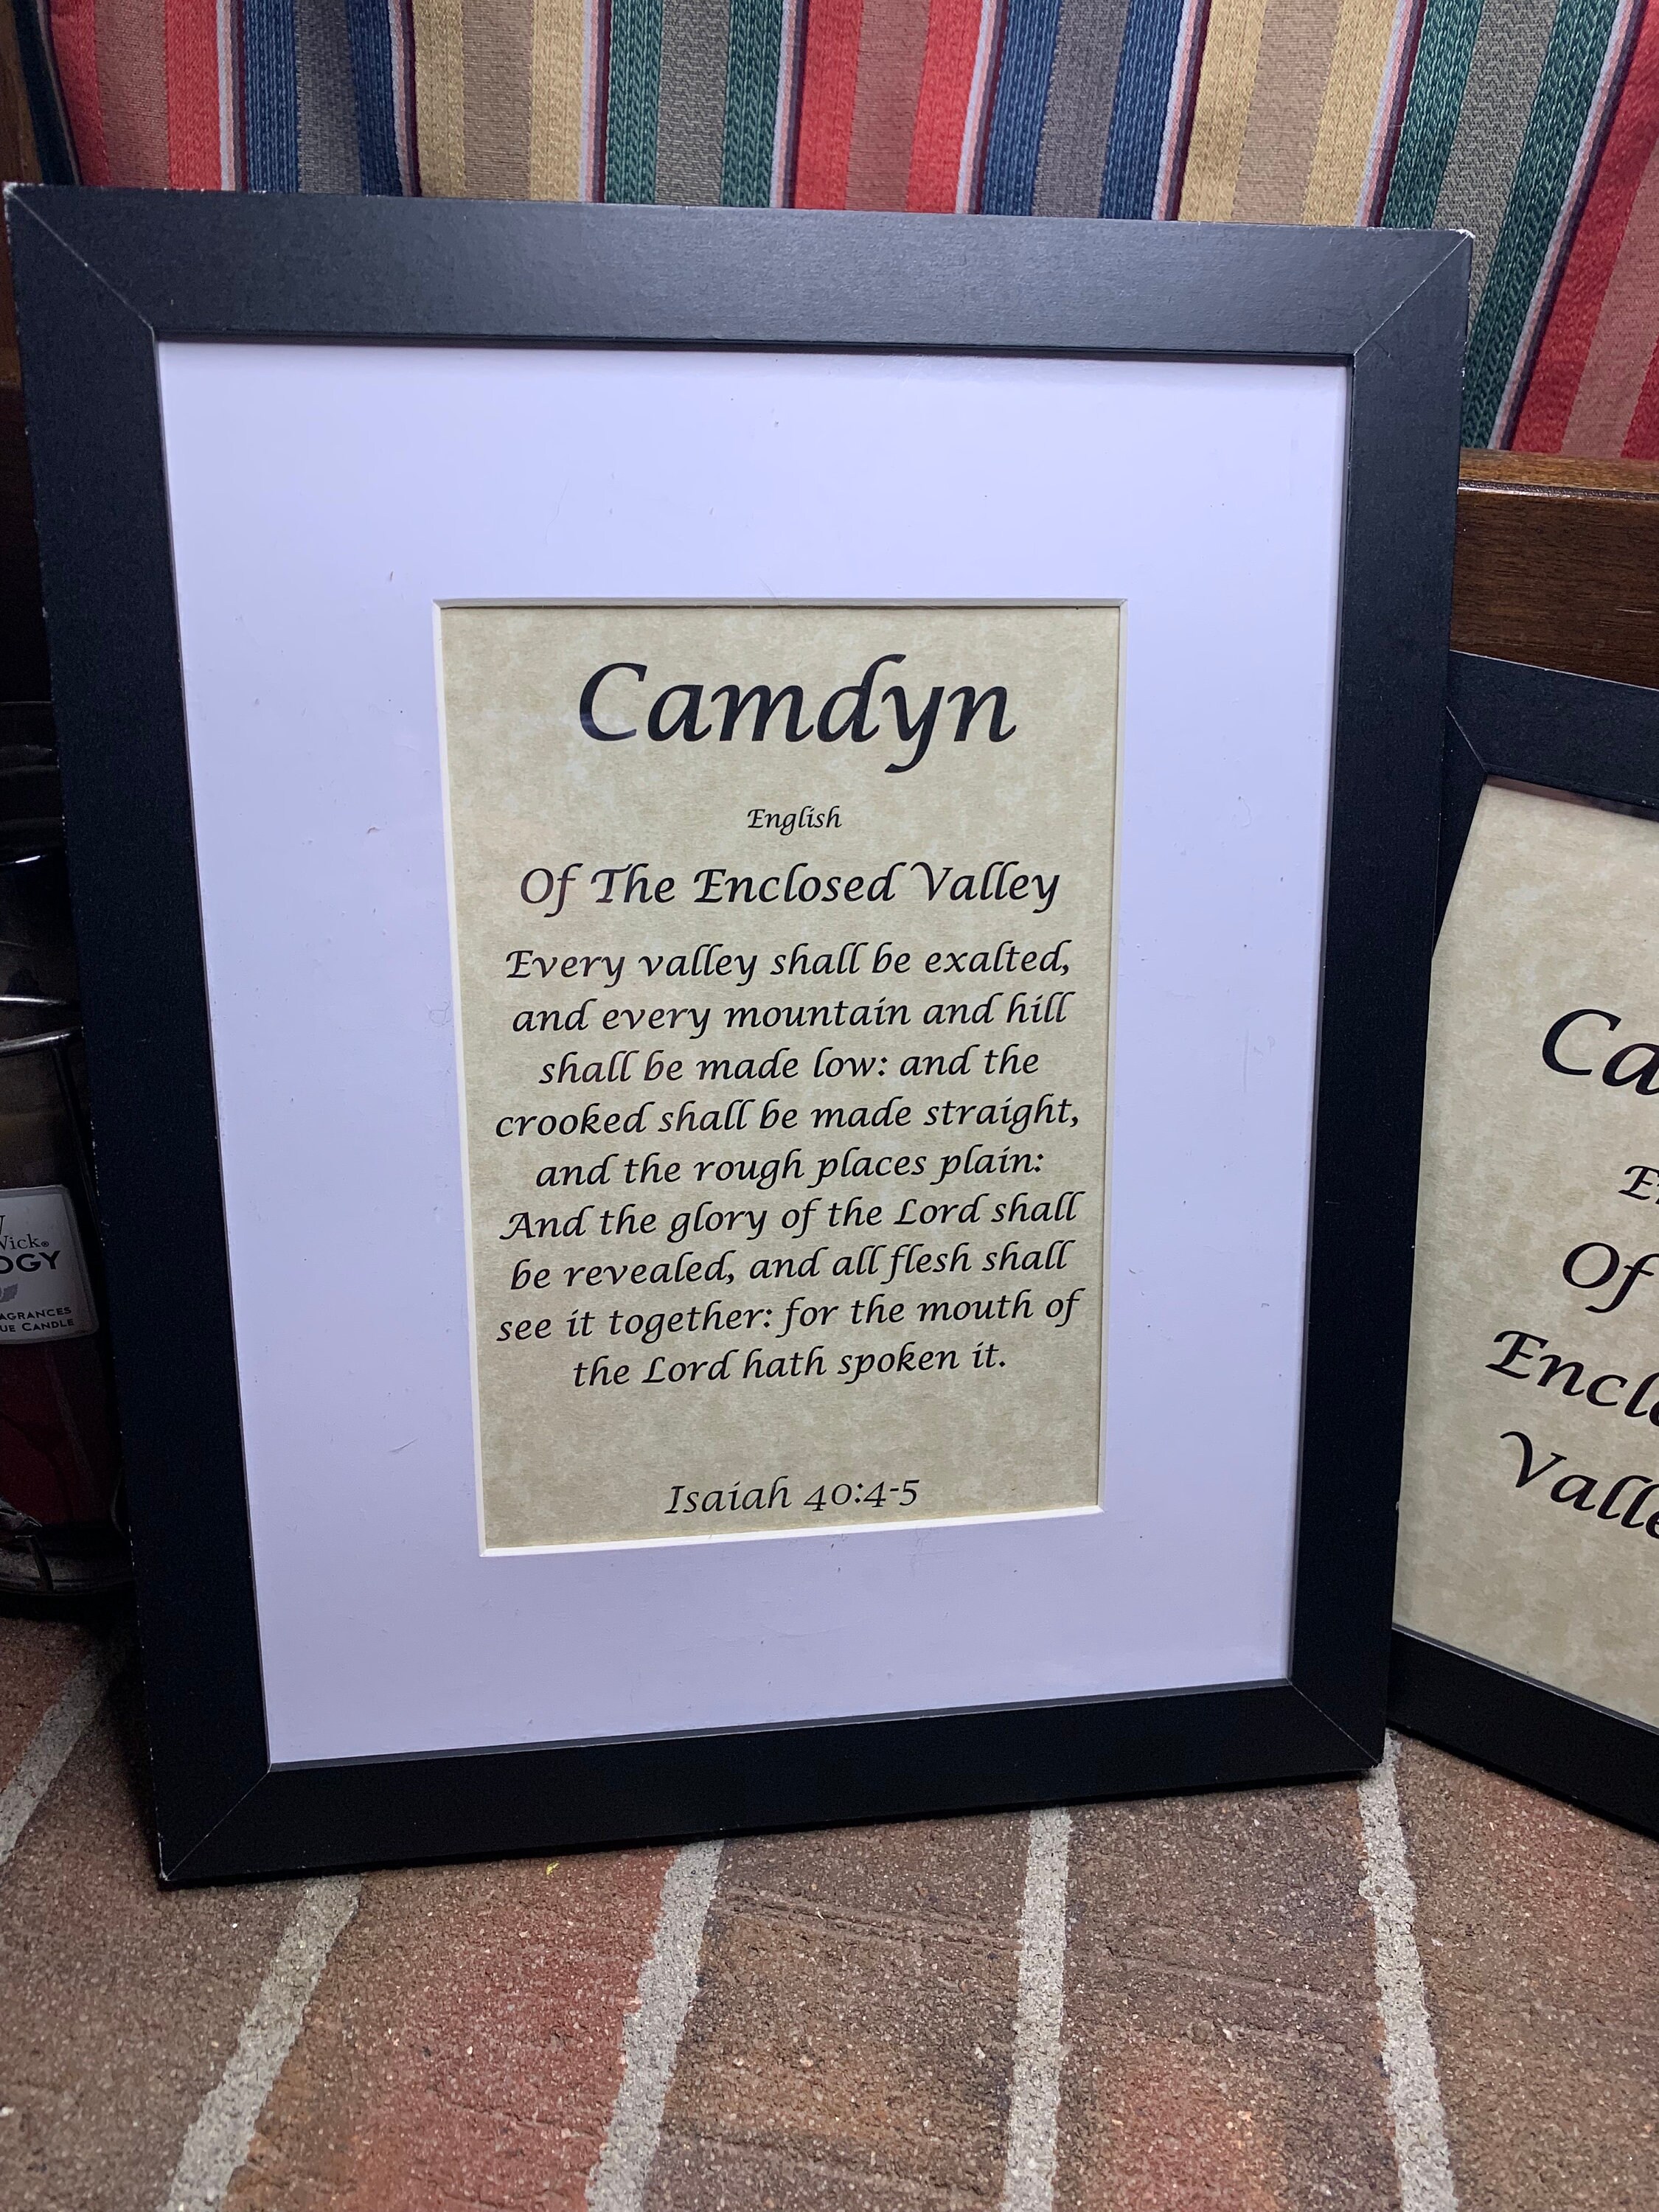 Camdyn
English
Of The Enclosed Valley
Every valley shall be exalted,
and every mountain and hill
shall be made low: and the
crooked shall be made straight,
and the rough places plain:
And the glory of the Lord shall
be revealed, and all flesh shall
see it together: for the mouth of
the Lord hath spoken it.
Isaiah 40:4-5
Of